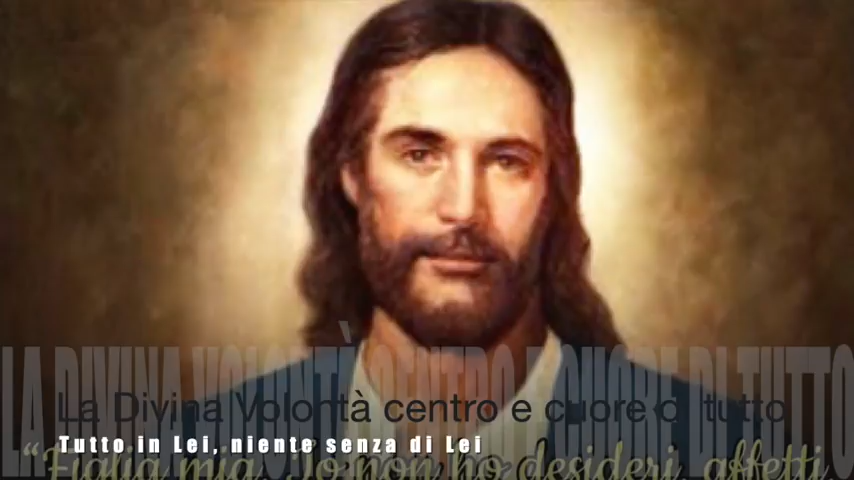 LA DIVINA VOLONTÀ CENTRO E CUORE DI TUTTO
La Divina Volontà centro e cuore di tutto
Tutto in Lei, niente senza di Lei
“Figlia mia, Io non ho desideri, affetti,